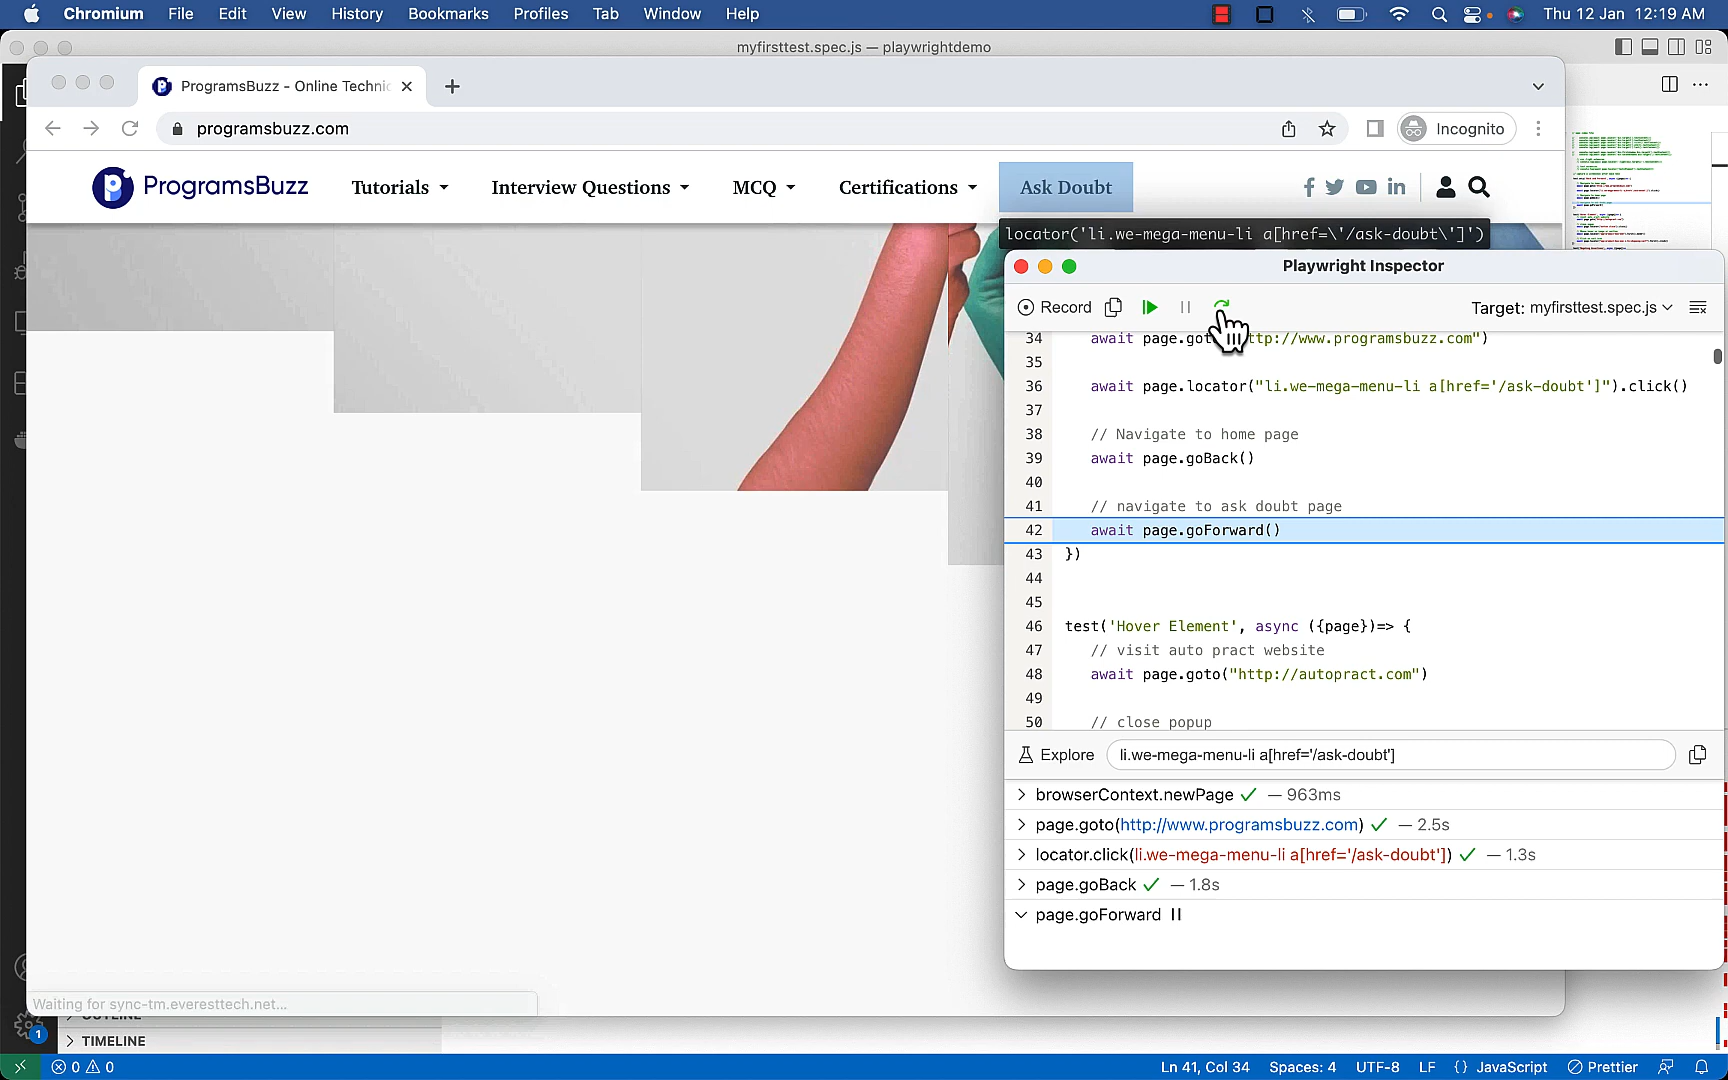 Chromium File Edit View History Bookmarks Profiles Tab Window Help Thu 12 Jan 12:19 AM
myfirsttest.spec.js — playwrightdemo
ProgramsBuzz - Online Technic
programsbuzz.com Incognito
ProgramsBuzz Tutorials Interview Questions MCQ Certifications Ask Doubt
locator('li.we-mega-menu-li a[href=\'/ask-doubt\']')
Playwright Inspector
Record Target: myfirsttest.spec.js
34 await page.got ttp://www.programsbuzz.com")
35
36 await page.locator("li.we-mega-menu-li a[href='/ask-doubt']").click()
37
38 // Navigate to home page
39 await page.goBack()
40
41 // navigate to ask doubt page
42 await page.goForward()
43 })
44
45
46 test('Hover Element', async ({page})=> {
47 // visit auto pract website
48 await page.goto("http://autopract.com")
49
50 // close popup
Explore li.we-mega-menu-li a[href='/ask-doubt']
browserContext.newPage ✓ — 963ms
page.goto(http://www.programsbuzz.com) ✓ — 2.5s
locator.click(li.we-mega-menu-li a[href='/ask-doubt']) ✓ — 1.3s
page.goBack ✓ — 1.8s
page.goForward
Waiting for sync-tm.everesttech.net...
OUTLINE
1
TIMELINE
0 0 Ln 41, Col 34 Spaces: 4 UTF-8 LF {} JavaScript Prettier